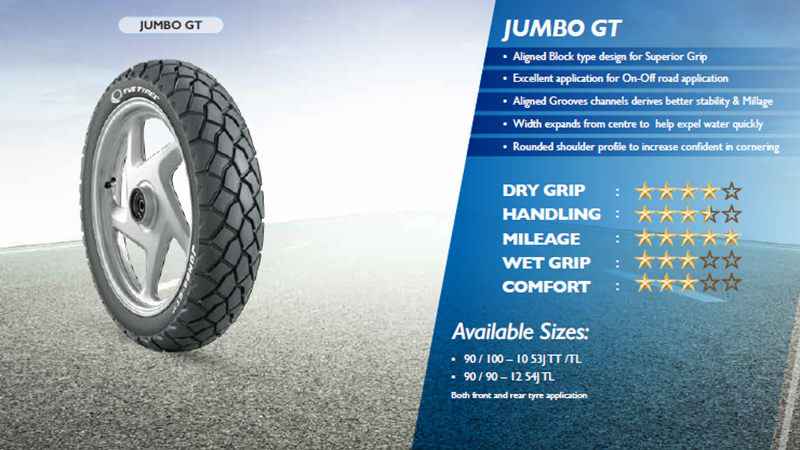 JUMBO GT
TVS TYRES
JUMBO GT
• Aligned Block type design for Superior Grip
• Excellent application for On-Off road application
• Aligned Grooves channels derives better stability & Millage
• Width expands from centre to help expel water quickly
• Rounded shoulder profile to increase confident in cornering
DRY GRIP :
HANDLING :
MILEAGE :
WET GRIP :
COMFORT :
Available Sizes:
• 90 / 100 – 10 53J TT /TL
• 90 / 90 – 12 54J TL
Both front and rear tyre application